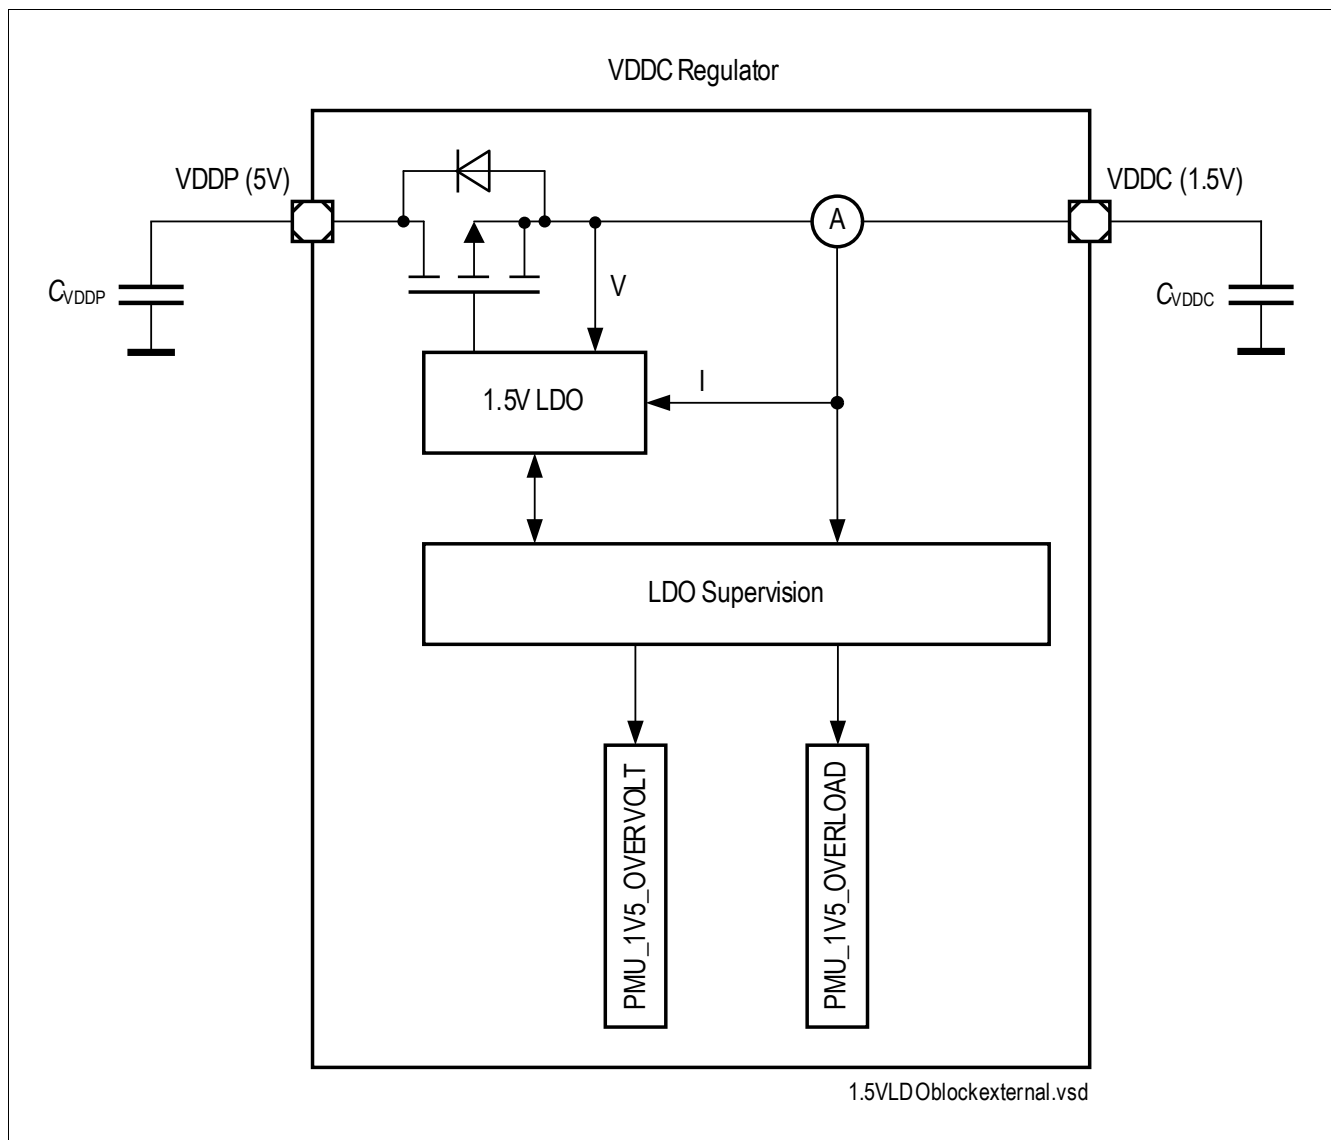 VDDC Regulator
VDDP (5V)
VDDC (1.5V)
A
CVDDP
V
CVDDC
I
1.5V LDO
LDO Supervision
PMU_1V5_OVERVOLT
PMU_1V5_OVERLOAD
1.5VLDOblockexternal.vsd